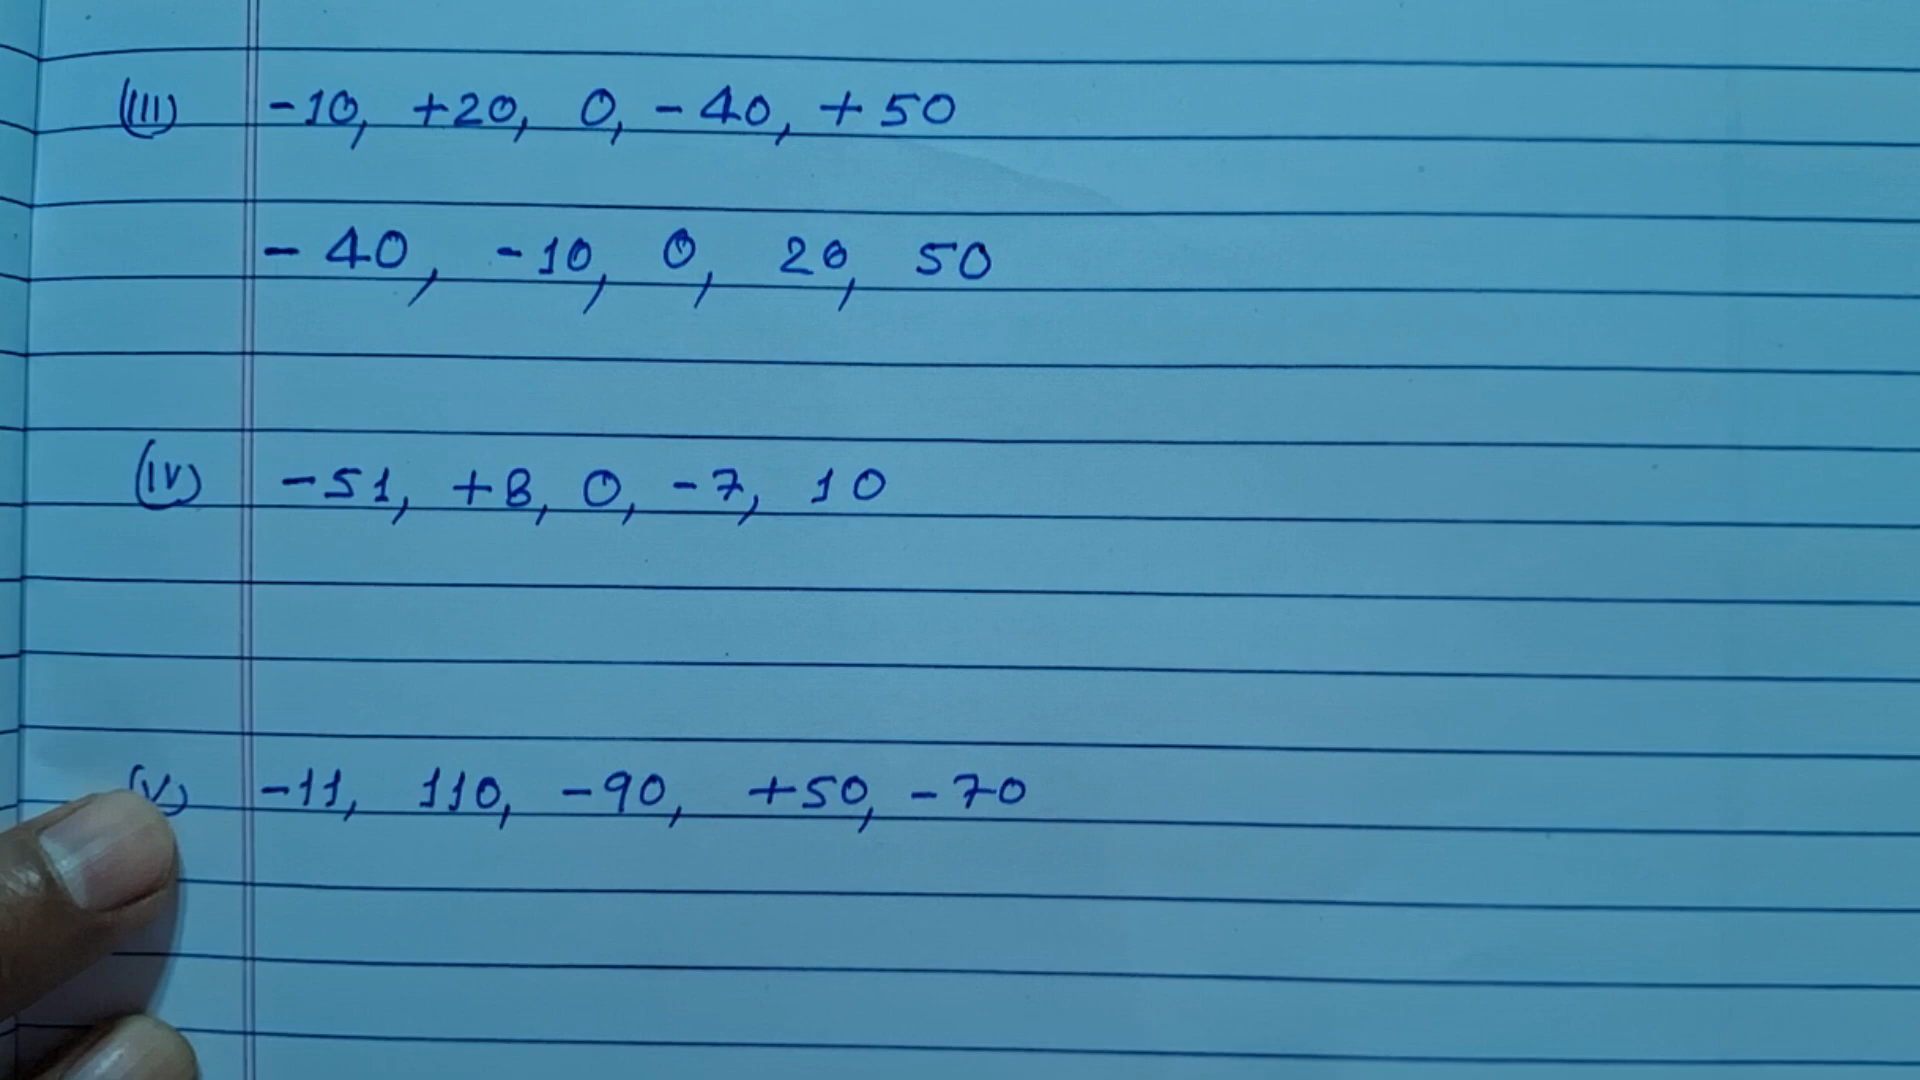 (III) -10, +20, 0, -40, +50
-40, -10, 0, 20, 50
(IV) -51, +8, 0, -7, 10
(V) -11, 110, -90, +50, -70